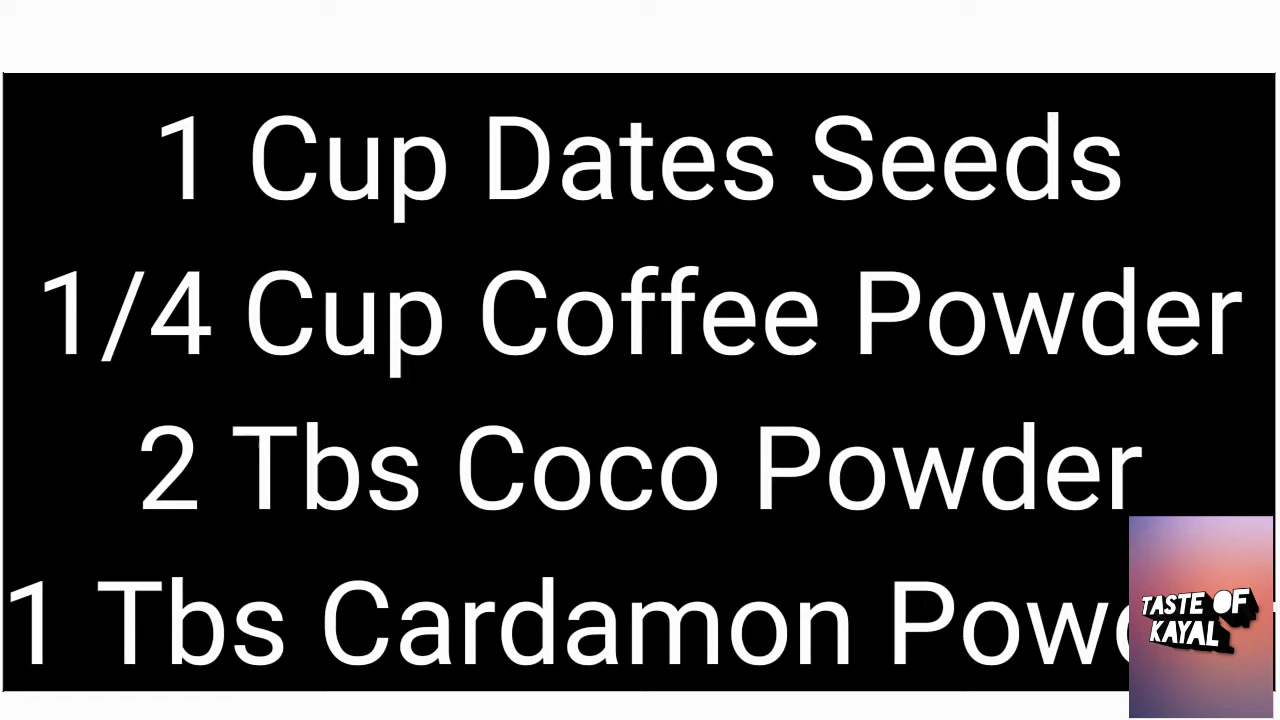 1 Cup Dates Seeds
1/4 Cup Coffee Powder
2 Tbs Coco Powder
1 Tbs Cardamon
TASTE OF
KAYAL